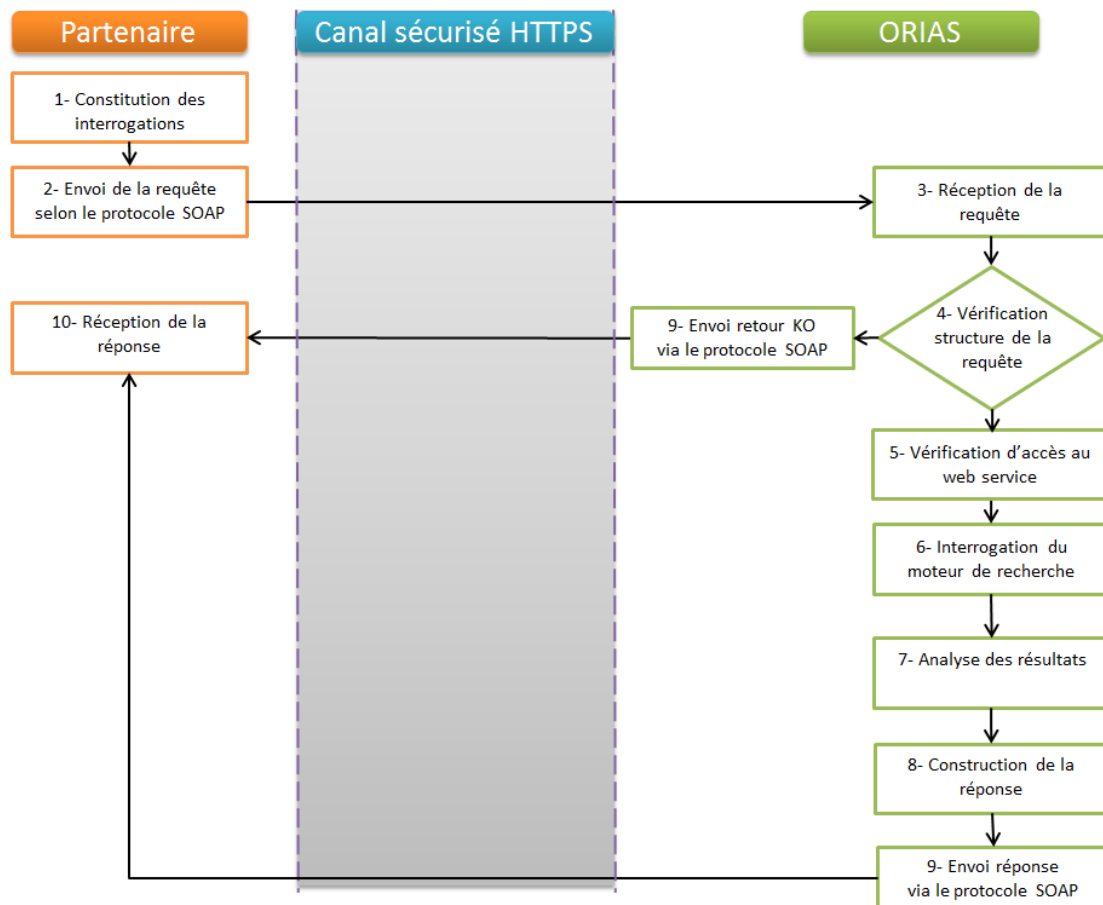 Partenaire
Canal sécurisé HTTPS
ORIAS
1- Constitution des
interrogations
2- Envoi de la requête
selon le protocole SOAP
3- Réception de la
requête
4- Vérification
structure de la
requête
9- Envoi retour KO
via le protocole SOAP
10- Réception de la
réponse
5- Vérification d'accès au
web service
6- Interrogation du
moteur de recherche
7- Analyse des résultats
8- Construction de la
réponse
9- Envoi réponse
via le protocole SOAP